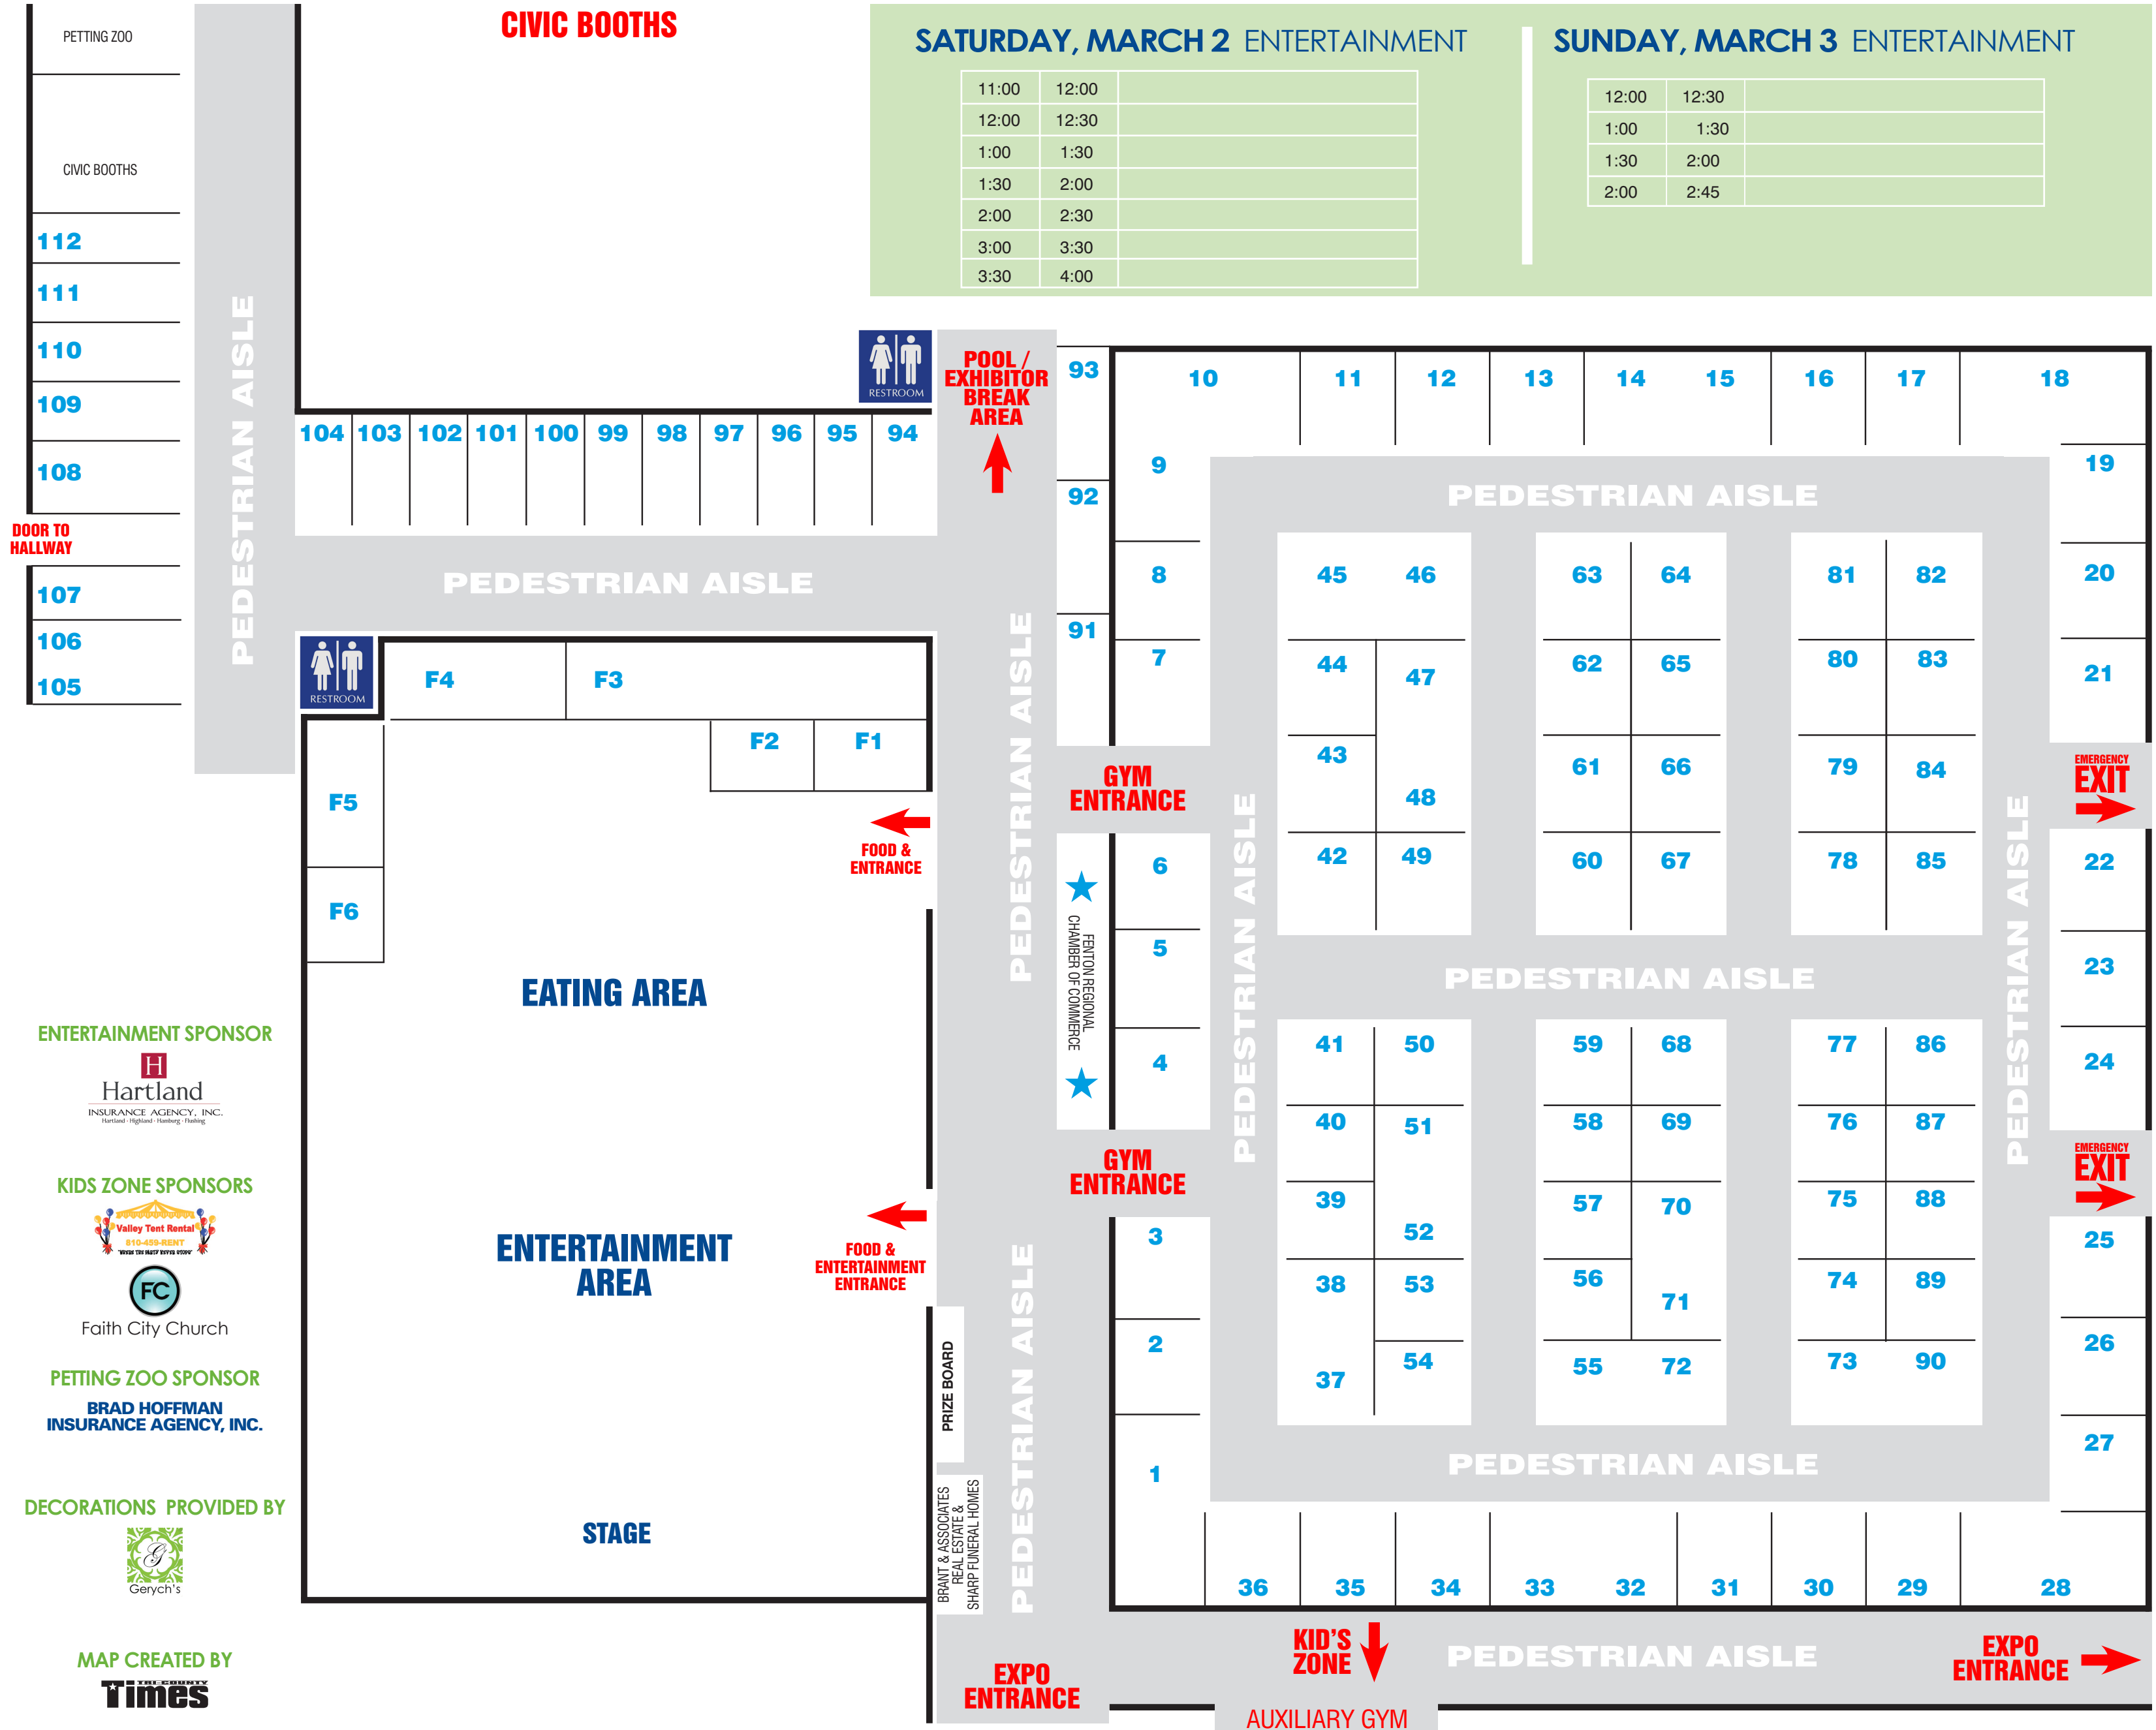 PETTING ZOO
CIVIC BOOTHS
112
111
110
109
108
DOOR TO
HALLWAY
107
106
105
PEDESTRIAN AISLE
CIVIC BOOTHS
SATURDAY, MARCH 2 ENTERTAINMENT
11:00 12:00
12:00 12:30
1:00 1:30
1:30 2:00
2:00 2:30
3:00 3:30
3:30 4:00
SUNDAY, MARCH 3 ENTERTAINMENT
12:00 12:30
1:00 1:30
1:30 2:00
2:00 2:45
RESTROOM
104 103 102 101 100 99 98 97 96 95 94
PEDESTRIAN AISLE
POOL /
EXHIBITOR
BREAK
AREA
93
92
91
RESTROOM
F4 F3
F2 F1
F5
F6
FOOD &
ENTRANCE
EATING AREA
ENTERTAINMENT
AREA
FOOD &
ENTERTAINMENT
ENTRANCE
STAGE
PRIZE BOARD
BRANT & ASSOCIATES
REAL ESTATE &
SHARP FUNERAL HOMES
PEDESTRIAN AISLE
PEDESTRIAN AISLE
FENTON REGIONAL
CHAMBER OF COMMERCE
GYM
ENTRANCE
GYM
ENTRANCE
10 11 12 13 14 15 16 17 18
9
8
7
6
5
4
3
2
1
PEDESTRIAN AISLE
PEDESTRIAN AISLE
45 46
44 47
43
48
42 49
63 64
62 65
61 66
60 67
81 82
80 83
79 84
78 85
PEDESTRIAN AISLE
41 50
40 51
39
52
38 53
54
37
59 68
58 69
57 70
56
71
55 72
77 86
76 87
75 88
74 89
73 90
PEDESTRIAN AISLE
PEDESTRIAN AISLE
19
20
21
EMERGENCY
EXIT
22
23
24
EMERGENCY
EXIT
25
26
27
36 35 34 33 32 31 30 29 28
EXPO
ENTRANCE
KID'S
ZONE
PEDESTRIAN AISLE
EXPO
ENTRANCE
AUXILIARY GYM
ENTERTAINMENT SPONSOR
H
Hartland
INSURANCE AGENCY, INC.
Hartland · Highland · Hamburg · Flushing
KIDS ZONE SPONSORS
Valley Tent Rental
810-459-RENT
"WHERE THE PARTY NEVER STOPS"
FC
Faith City Church
PETTING ZOO SPONSOR
BRAD HOFFMAN
INSURANCE AGENCY, INC.
DECORATIONS PROVIDED BY
G
Gerych's
MAP CREATED BY
TRI-COUNTY
Times